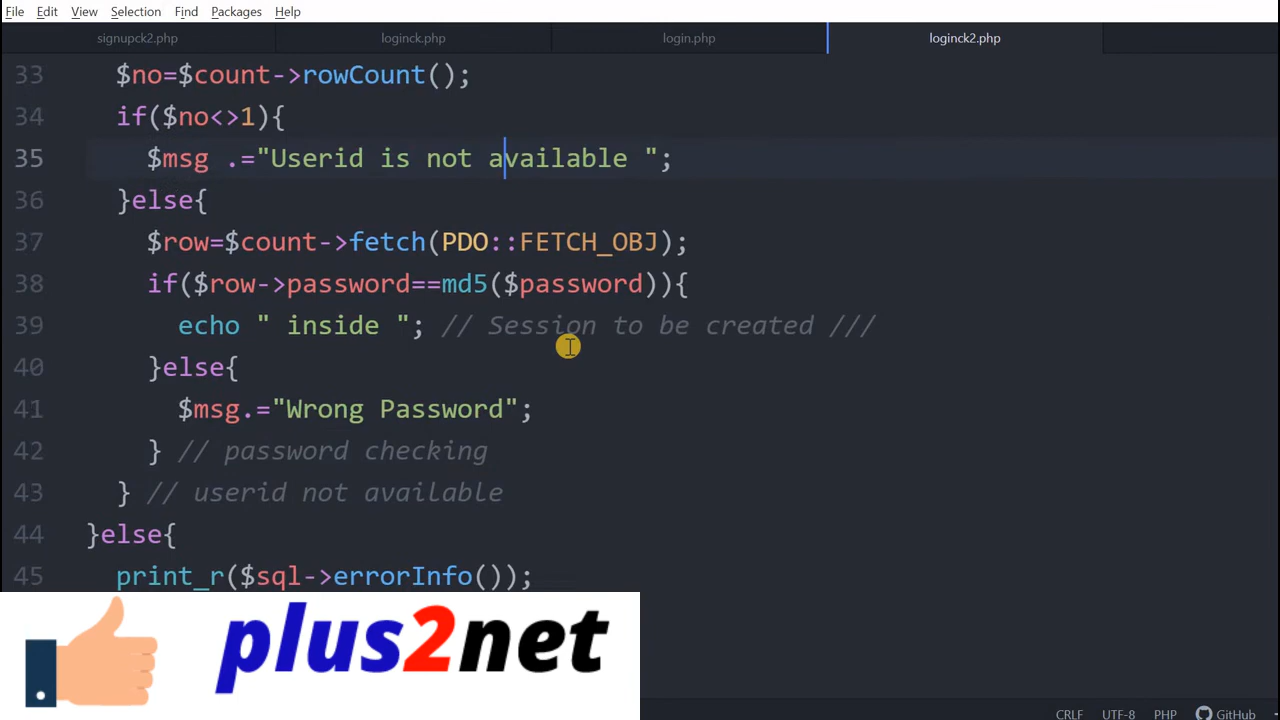 File Edit View Selection Find Packages Help
signupck2.php loginck.php login.php loginck2.php
33 $no=$count->rowCount();
34 if($no<>1){
35 $msg .="Userid is not available ";
36 }else{
37 $row=$count->fetch(PDO::FETCH_OBJ);
38 if($row->password==md5($password)){
39 echo " inside "; // Session to be created ///
40 }else{
41 $msg.="Wrong Password";
42 } // password checking
43 } // userid not available
44 }else{
45 print_r($sql->errorInfo());
plus2net
CRLF UTF-8 PHP GitHub